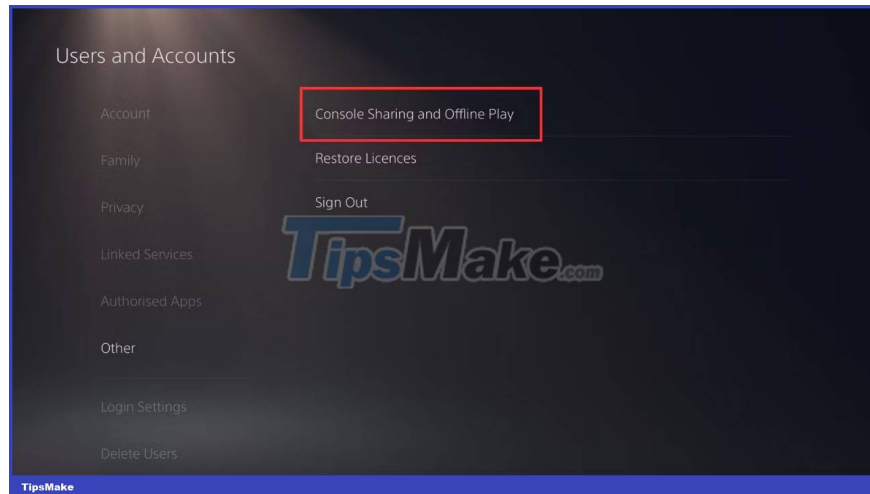 Users and Accounts
Account
Console Sharing and Offline Play
Family
Restore Licences
Privacy
Sign Out
Linked Services
TipsMake.com
Authorised Apps
Other
Login Settings
Delete Users
TipsMake